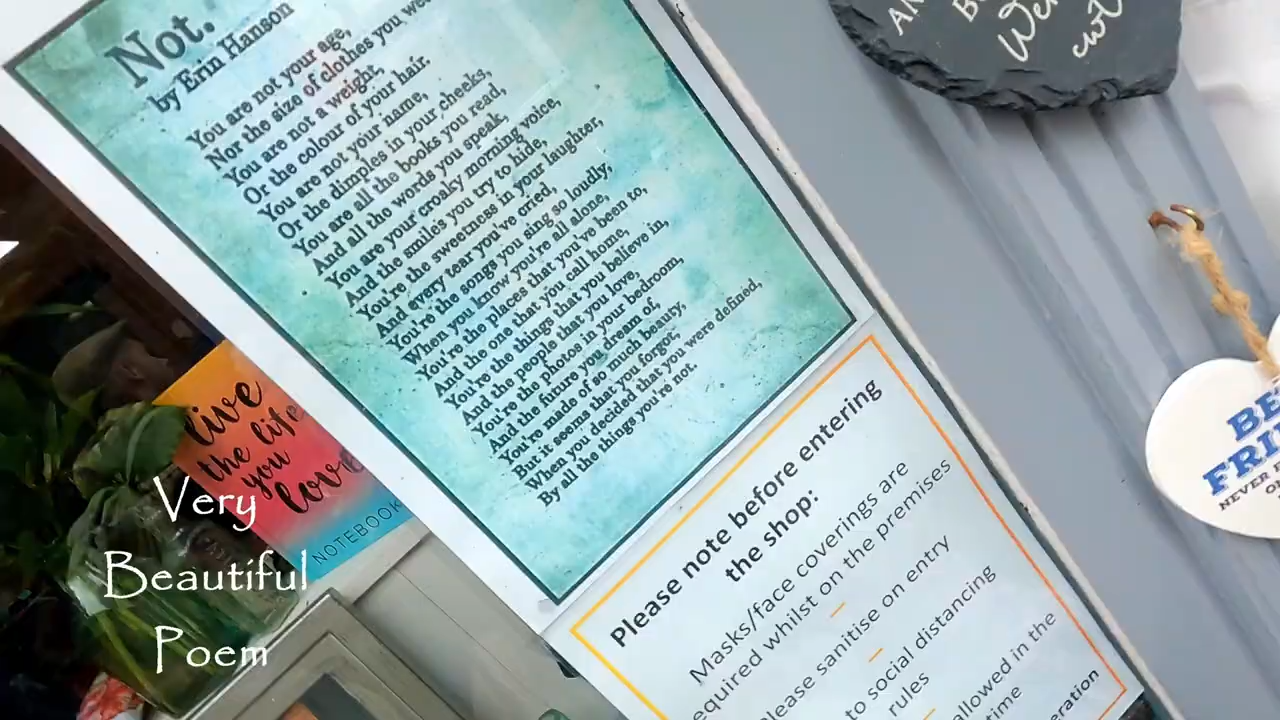 Not.
by Erin Hanson
You are not your age,
Nor the size of clothes you
You are not a weight,
Or the colour of your hair.
You are not your name,
Or the dimples in your cheeks,
You are all the books you read,
And all the words you speak,
You are your croaky morning voice,
And the smiles you try to hide,
You're the sweetness in your laughter,
And every tear you've cried,
You're the songs you sing so loudly,
When you know you're all alone,
You're the places that you've been to,
And the one that you call home,
You're the things that you believe in,
And the people that you love,
You're the photos in your bedroom,
And the future you dream of,
You're made of so much beauty,
But it seems that you forgot,
When you decided that you were defined,
By all the things you're not.
Please note before entering
the shop:
Masks/face coverings are
required whilst on the premises
Please sanitise on entry
to social distancing
rules
allowed in the
time
live
the life
you
love
NOTEBOOK
Very
Beautiful
Poem
BE
FRI
NEVER